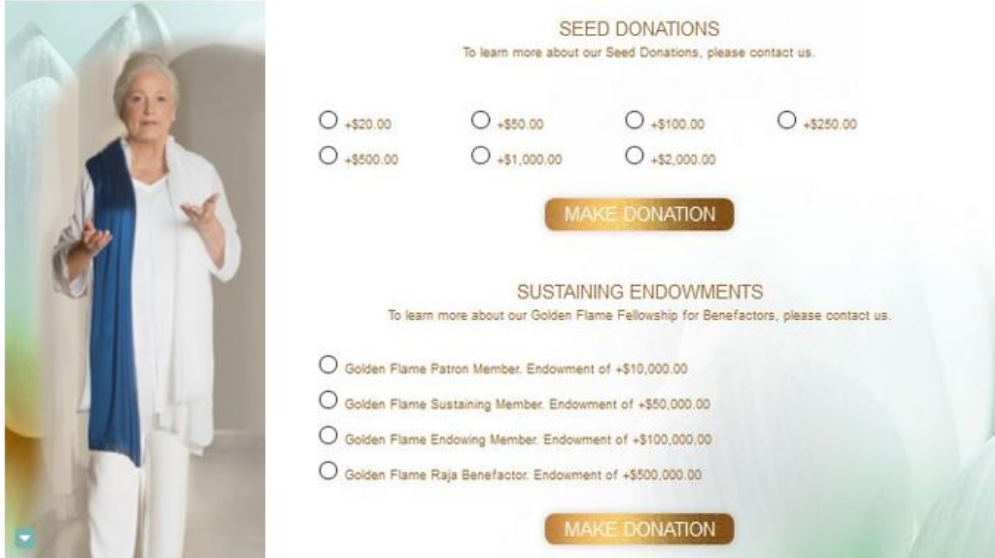 SEED DONATIONS
To learn more about our Seed Donations, please contact us.
+$20.00 +$50.00 +$100.00 +$250.00
+$500.00 +$1,000.00 +$2,000.00
MAKE DONATION
SUSTAINING ENDOWMENTS
To learn more about our Golden Flame Fellowship for Benefactors, please contact us.
Golden Flame Patron Member. Endowment of +$10,000.00
Golden Flame Sustaining Member. Endowment of +$50,000.00
Golden Flame Endowing Member. Endowment of +$100,000.00
Golden Flame Raja Benefactor. Endowment of +$500,000.00
MAKE DONATION